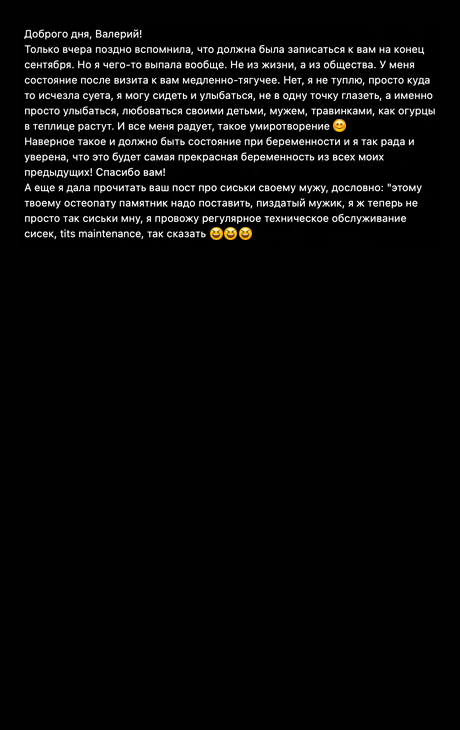 Доброго дня, Валерий!
Только вчера поздно вспомнила, что должна была записаться к вам на конец
сентября. Но я чего-то выпала вообще. Не из жизни, а из общества. У меня
состояние после визита к вам медленно-тягучее. Нет, я не туплю, просто куда
то исчезла суета, я могу сидеть и улыбаться, не в одну точку глазеть, а именно
просто улыбаться, любоваться своими детьми, мужем, травинками, как огурцы
в теплице растут. И все меня радует, такое умиротворение 😊
Наверное такое и должно быть состояние при беременности и я так рада и
уверена, что это будет самая прекрасная беременность из всех моих
предыдущих! Спасибо вам!
А еще я дала прочитать ваш пост про сиськи своему мужу, дословно: "этому
твоему остеопату памятник надо поставить, пиздатый мужик, я ж теперь не
просто так сиськи мну, я провожу регулярное техническое обслуживание
сисек, tits maintenance, так сказать 😆😆😆